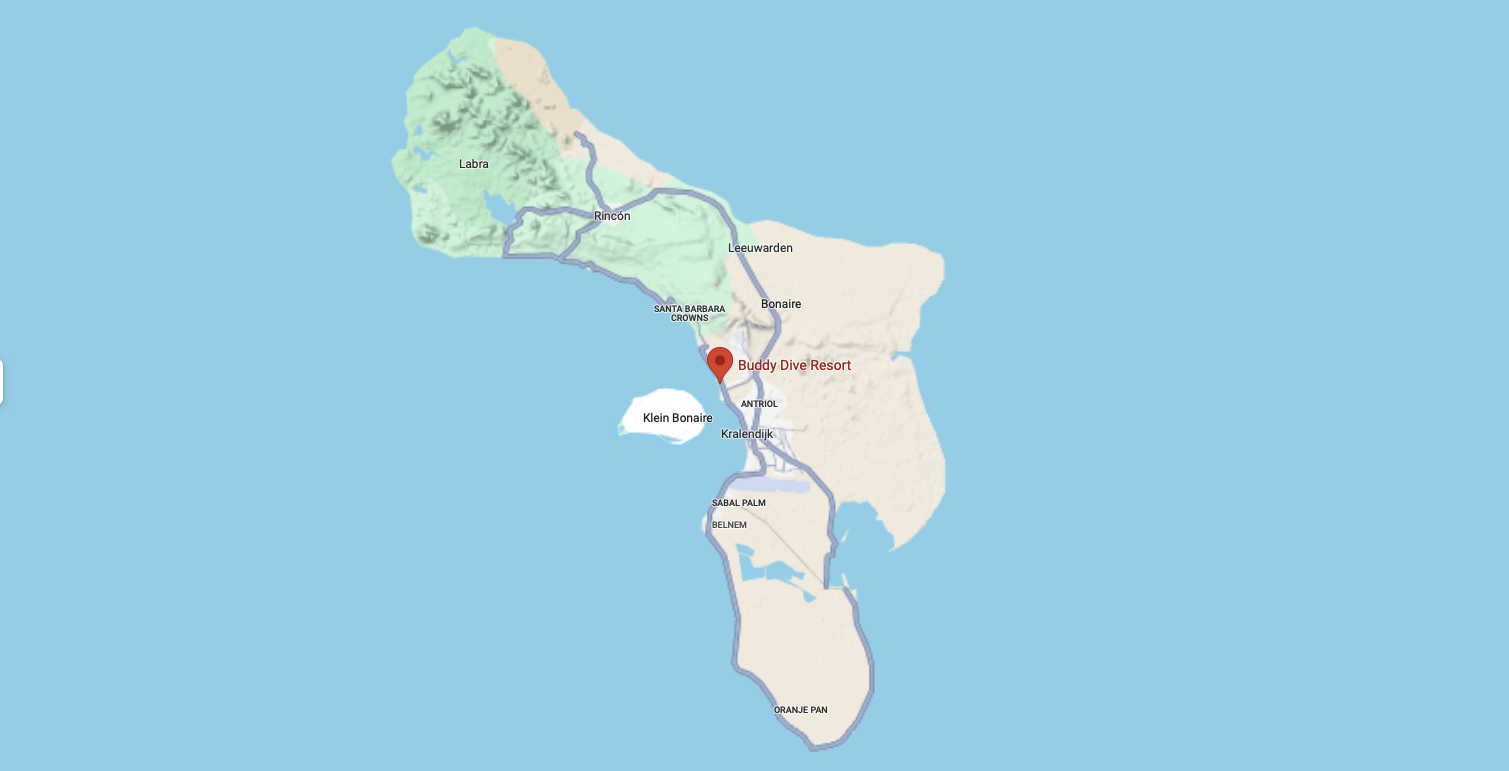 Labra
Rincón
Leeuwarden
Bonaire
SANTA BARBARA
CROWNS
Buddy Dive Resort
ANTRIOL
Klein Bonaire
Kralendijk
SABAL PALM
BELNEM
ORANJE PAN